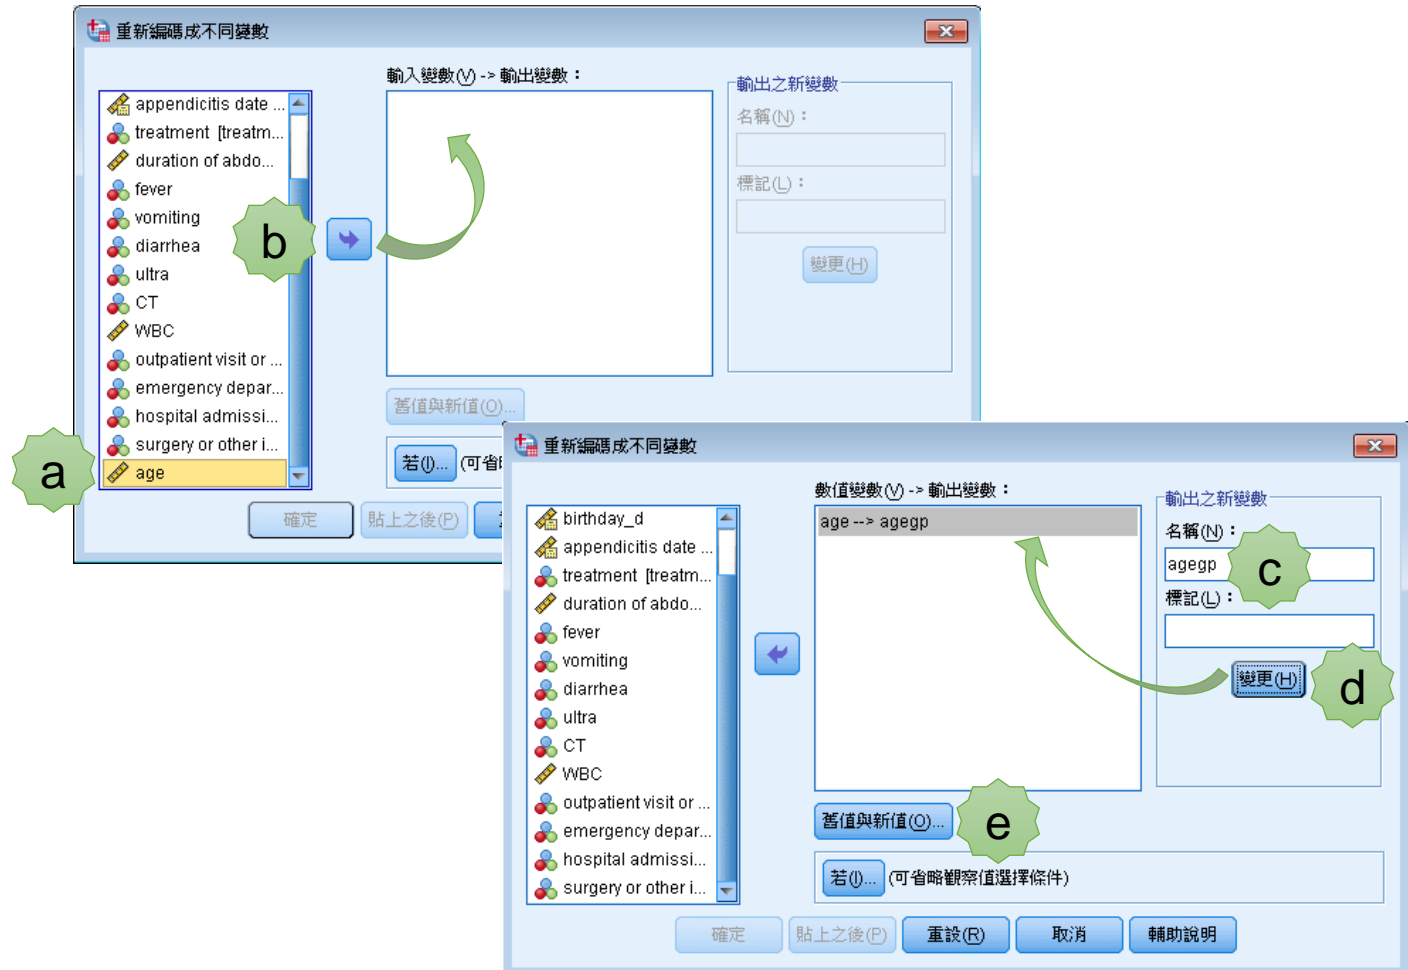 重新編碼成不同變數
輸入變數(V) -> 輸出變數：
輸出之新變數
名稱(N)：
標記(L)：
變更(H)
appendicitis date ...
treatment [treatm...
duration of abdo...
fever
vomiting
diarrhea
ultra
CT
WBC
outpatient visit or ...
emergency depar...
hospital admissi...
surgery or other i...
age
a
b
舊值與新值(O)...
若(I)...
(可省
確定
貼上之後(P)
重新編碼成不同變數
數值變數(V) -> 輸出變數：
age --> agegp
輸出之新變數
名稱(N)：
agegp
c
標記(L)：
變更(H)
d
birthday_d
appendicitis date ...
treatment [treatm...
duration of abdo...
fever
vomiting
diarrhea
ultra
CT
WBC
outpatient visit or ...
emergency depar...
hospital admissi...
surgery or other i...
舊值與新值(O)...
e
若(I)...
(可省略觀察值選擇條件)
確定
貼上之後(P)
重設(R)
取消
輔助說明